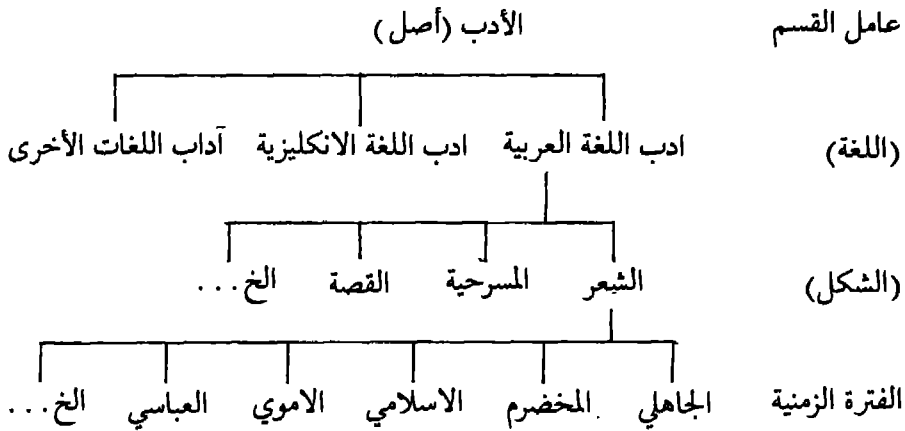 عامل القسم الأدب (أصل)
(اللغة) ادب اللغة العربية ادب اللغة الانكليزية آداب اللغات الأخرى
(الشكل) الشعر المسرحية القصة الخ...
الفترة الزمنية الجاهلي المخضرم الاسلامي الاموي العباسي الخ...